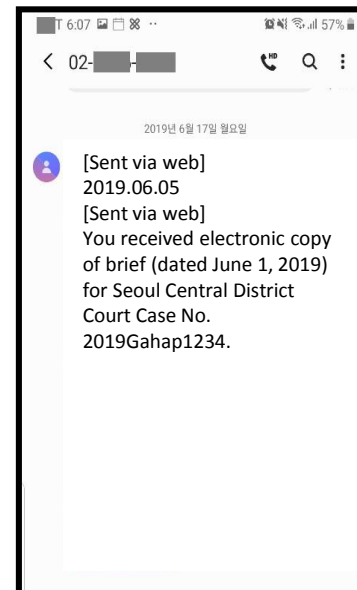 T 6:07 57%
02- -
2019년 6월 17일 월요일
[Sent via web]
2019.06.05
[Sent via web]
You received electronic copy
of brief (dated June 1, 2019)
for Seoul Central District
Court Case No.
2019Gahap1234.